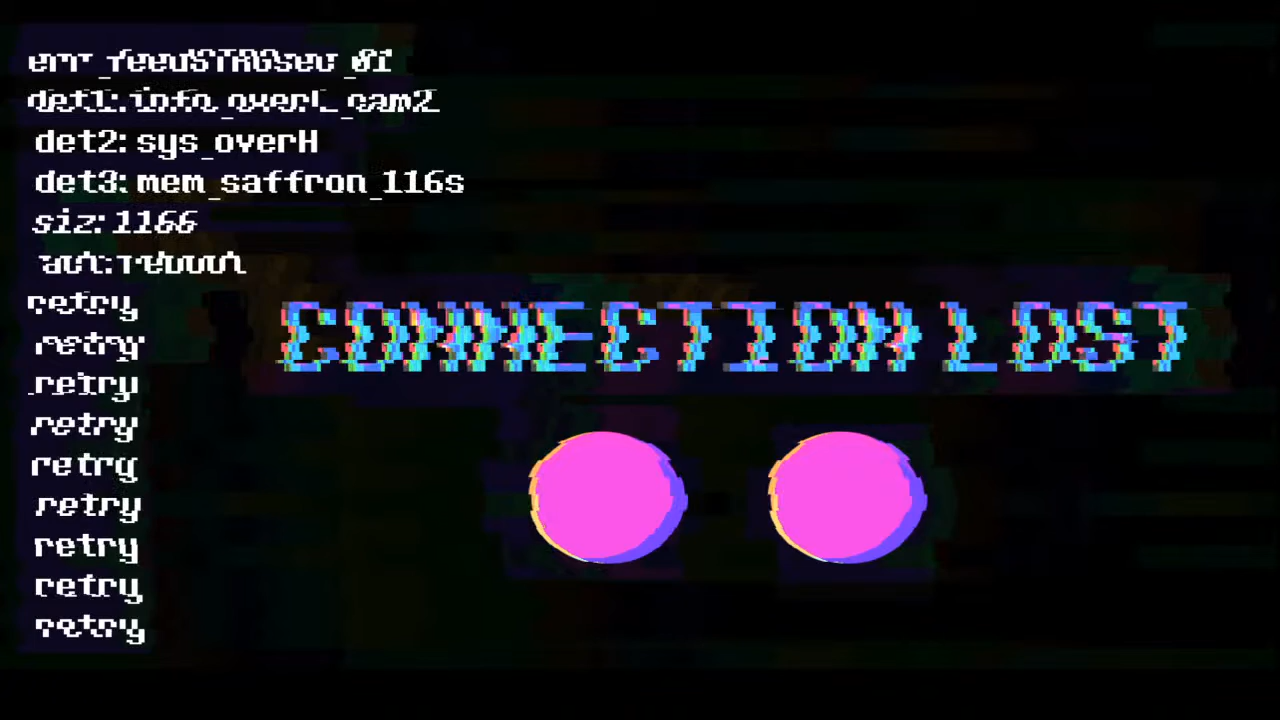 det1: info_overL_cam2
det2: sys_overH
det3: mem_saffron_116s
siz: 1166
retry
retry
retry
retry
retry
retry
retry
retry
retry
CONNECTION LOST